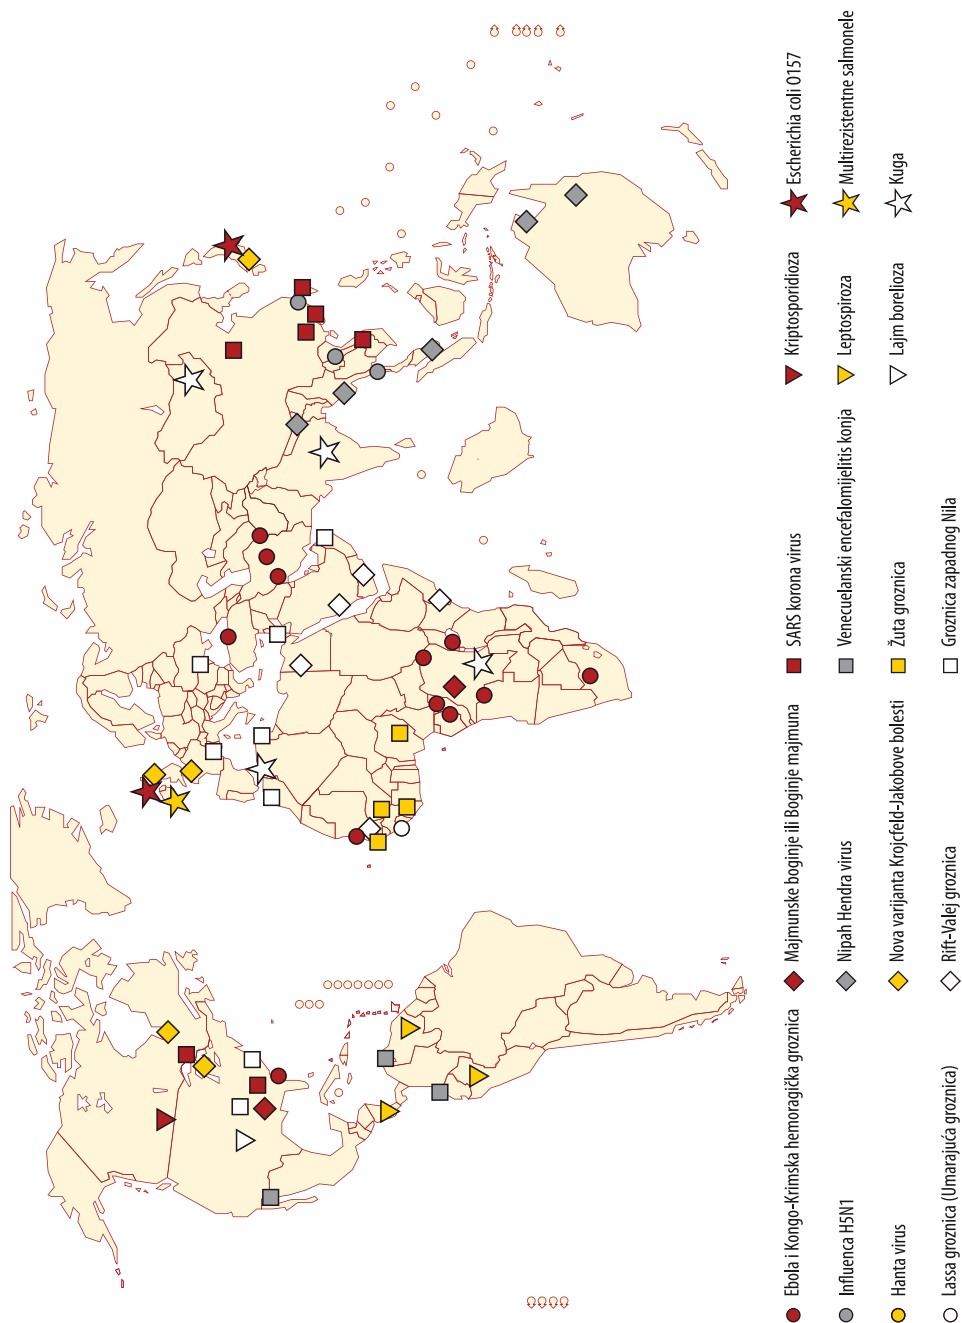 Ebola i Kongo-Krimska hemoragička groznica
Influenca H5N1
Hanta virus
Lassa groznica (Umarajuća groznica)
Majmunske boginje ili Boginje majmuna
Nipah Hendra virus
Nova varijanta Krojcfeld-Jakobove bolesti
Rift-Valej groznica
SARS korona virus
Venecuelanski encefalomijelitis konja
Žuta groznica
Groznica zapadnog Nila
Kriptosporidioza
Leptospiroza
Lajm borelioza
Escherichia coli 0157
Multirezistentne salmonele
Kuga